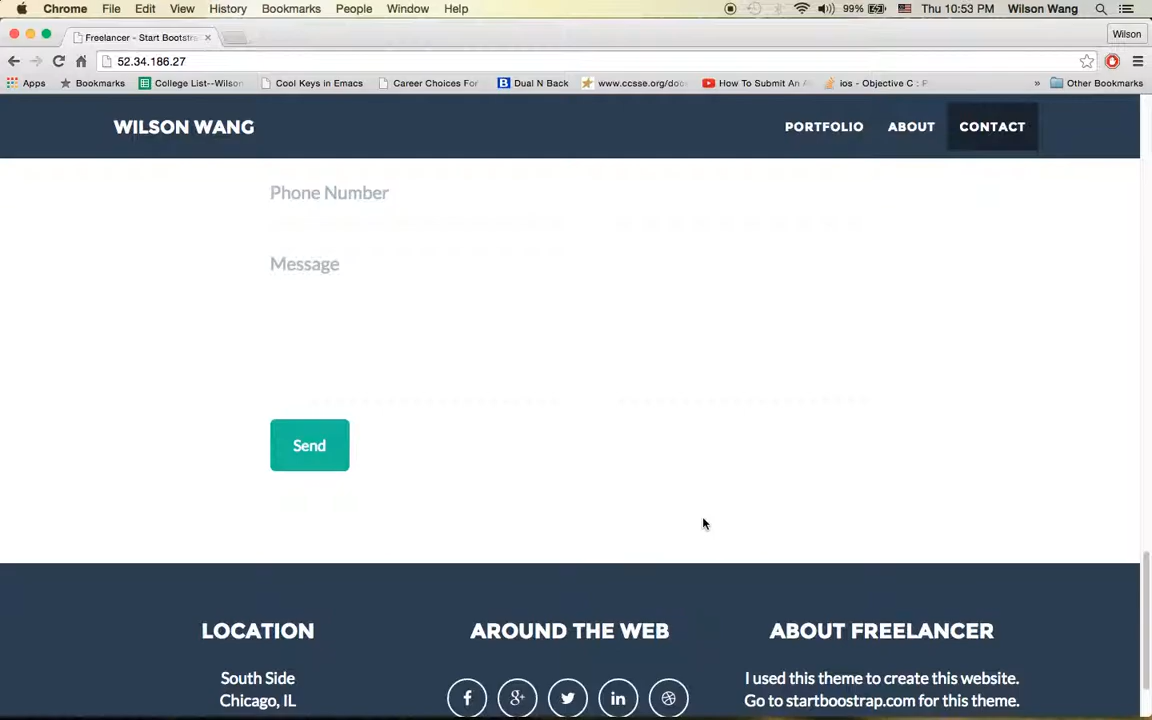 Chrome File Edit View History Bookmarks People Window Help 99% Thu 10:53 PM Wilson Wang
Freelancer - Start Bootstra Wilson
52.34.186.27
Apps Bookmarks College List--Wilson Cool Keys in Emacs Career Choices For B Dual N Back www.ccsse.org/doc How To Submit An A ios - Objective C : P » Other Bookmarks
WILSON WANG PORTFOLIO ABOUT CONTACT
Phone Number
Message
Send
LOCATION AROUND THE WEB ABOUT FREELANCER
South Side I used this theme to create this website.
Chicago, IL f g+ in Go to startboostrap.com for this theme.